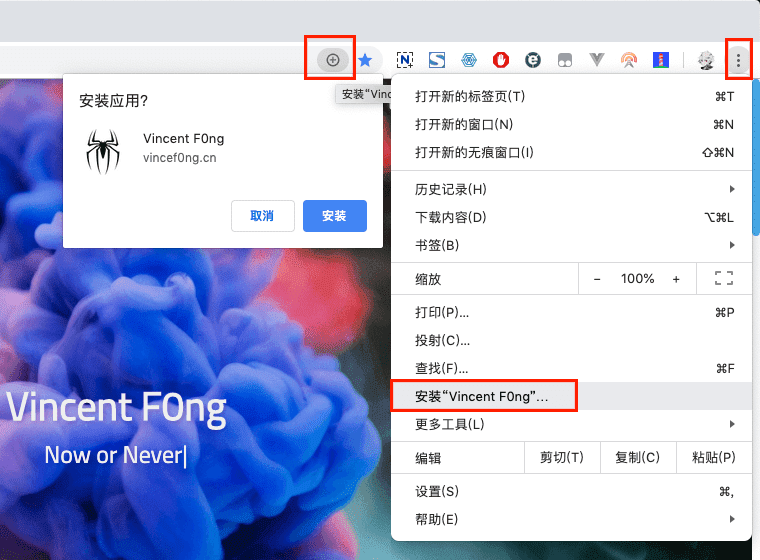 安装“Vinc
安装应用?
Vincent F0ng
vincef0ng.cn
取消
安装
打开新的标签页(T) ⌘T
打开新的窗口(N) ⌘N
打开新的无痕窗口(I) ⇧⌘N
历史记录(H)
下载内容(D) ⌥⌘L
书签(B)
缩放 − 100% +
打印(P)... ⌘P
投射(C)...
查找(F)... ⌘F
安装“Vincent F0ng”...
更多工具(L)
编辑 剪切(T) 复制(C) 粘贴(P)
设置(S) ⌘,
帮助(E)
Vincent F0ng
Now or Never|